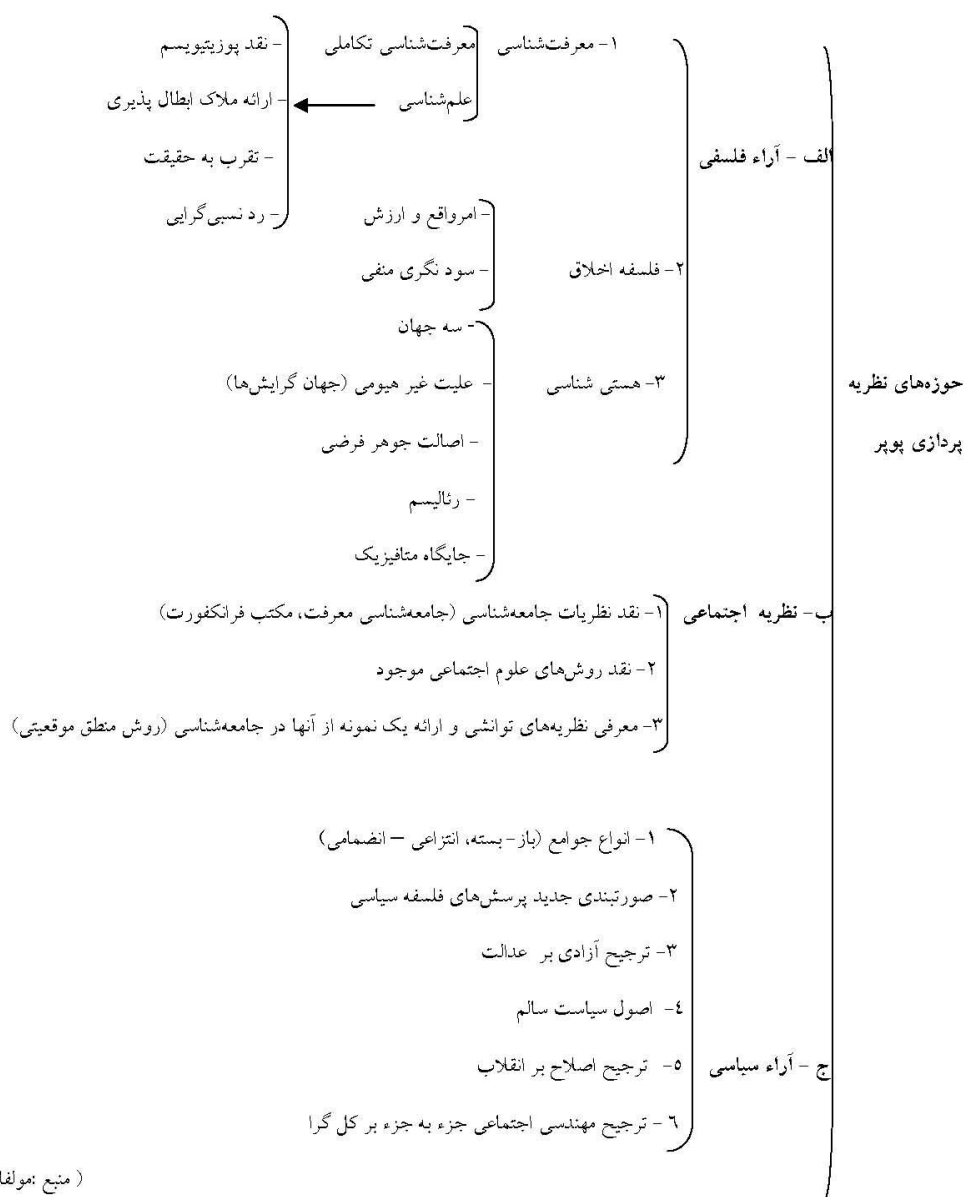 ۱- معرفت‌شناسی معرفت‌شناسی تکاملی - نقد پوزیتیویسم
علم‌شناسی - ارائه ملاک ابطال پذیری
الف - آراء فلسفی - تقرب به حقیقت
- رد نسبی‌گرایی
- امرواقع و ارزش
۲- فلسفه اخلاق - سود نگری منفی
- سه جهان
حوزه‌های نظریه ۳- هستی شناسی - علیت غیر هیومی (جهان گرایش‌ها)
پردازی پوپر - اصالت جوهر فرضی
- رئالیسم
- جایگاه متافیزیک
ب- نظریه اجتماعی ۱- نقد نظریات جامعه‌شناسی (جامعه‌شناسی معرفت، مکتب فرانکفورت)
۲- نقد روش‌های علوم اجتماعی موجود
۳- معرفی نظریه‌های توانشی و ارائه یک نمونه از آنها در جامعه‌شناسی (روش منطق موقعیتی)
۱- انواع جوامع (باز-بسته، انتزاعی – انضمامی)
۲- صورتبندی جدید پرسش‌های فلسفه سیاسی
۳- ترجیح آزادی بر عدالت
٤- اصول سیاست سالم
ج - آراء سیاسی ٥- ترجیح اصلاح بر انقلاب
٦ - ترجیح مهندسی اجتماعی جزء به جزء بر کل گرا
( منبع :مولفا